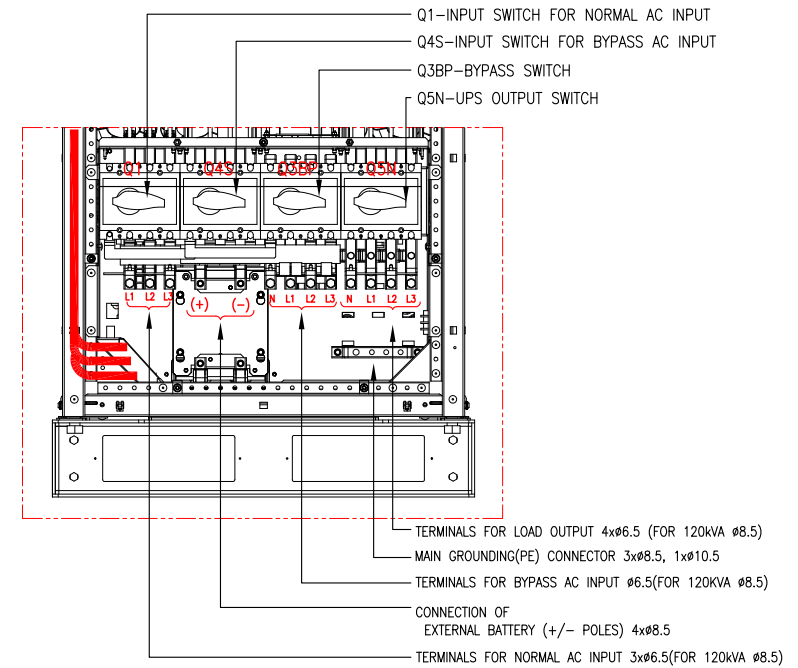 Q1-INPUT SWITCH FOR NORMAL AC INPUT
Q4S-INPUT SWITCH FOR BYPASS AC INPUT
Q3BP-BYPASS SWITCH
Q5N-UPS OUTPUT SWITCH
Q1 Q4S Q3BP Q5N
L1 L2 L3 (+) (-) N L1 L2 L3 N L1 L2 L3
TERMINALS FOR LOAD OUTPUT 4xø6.5 (FOR 120kVA ø8.5)
MAIN GROUNDING(PE) CONNECTOR 3xø8.5, 1xø10.5
TERMINALS FOR BYPASS AC INPUT ø6.5(FOR 120KVA ø8.5)
CONNECTION OF
EXTERNAL BATTERY (+/- POLES) 4xø8.5
TERMINALS FOR NORMAL AC INPUT 3xø6.5(FOR 120kVA ø8.5)